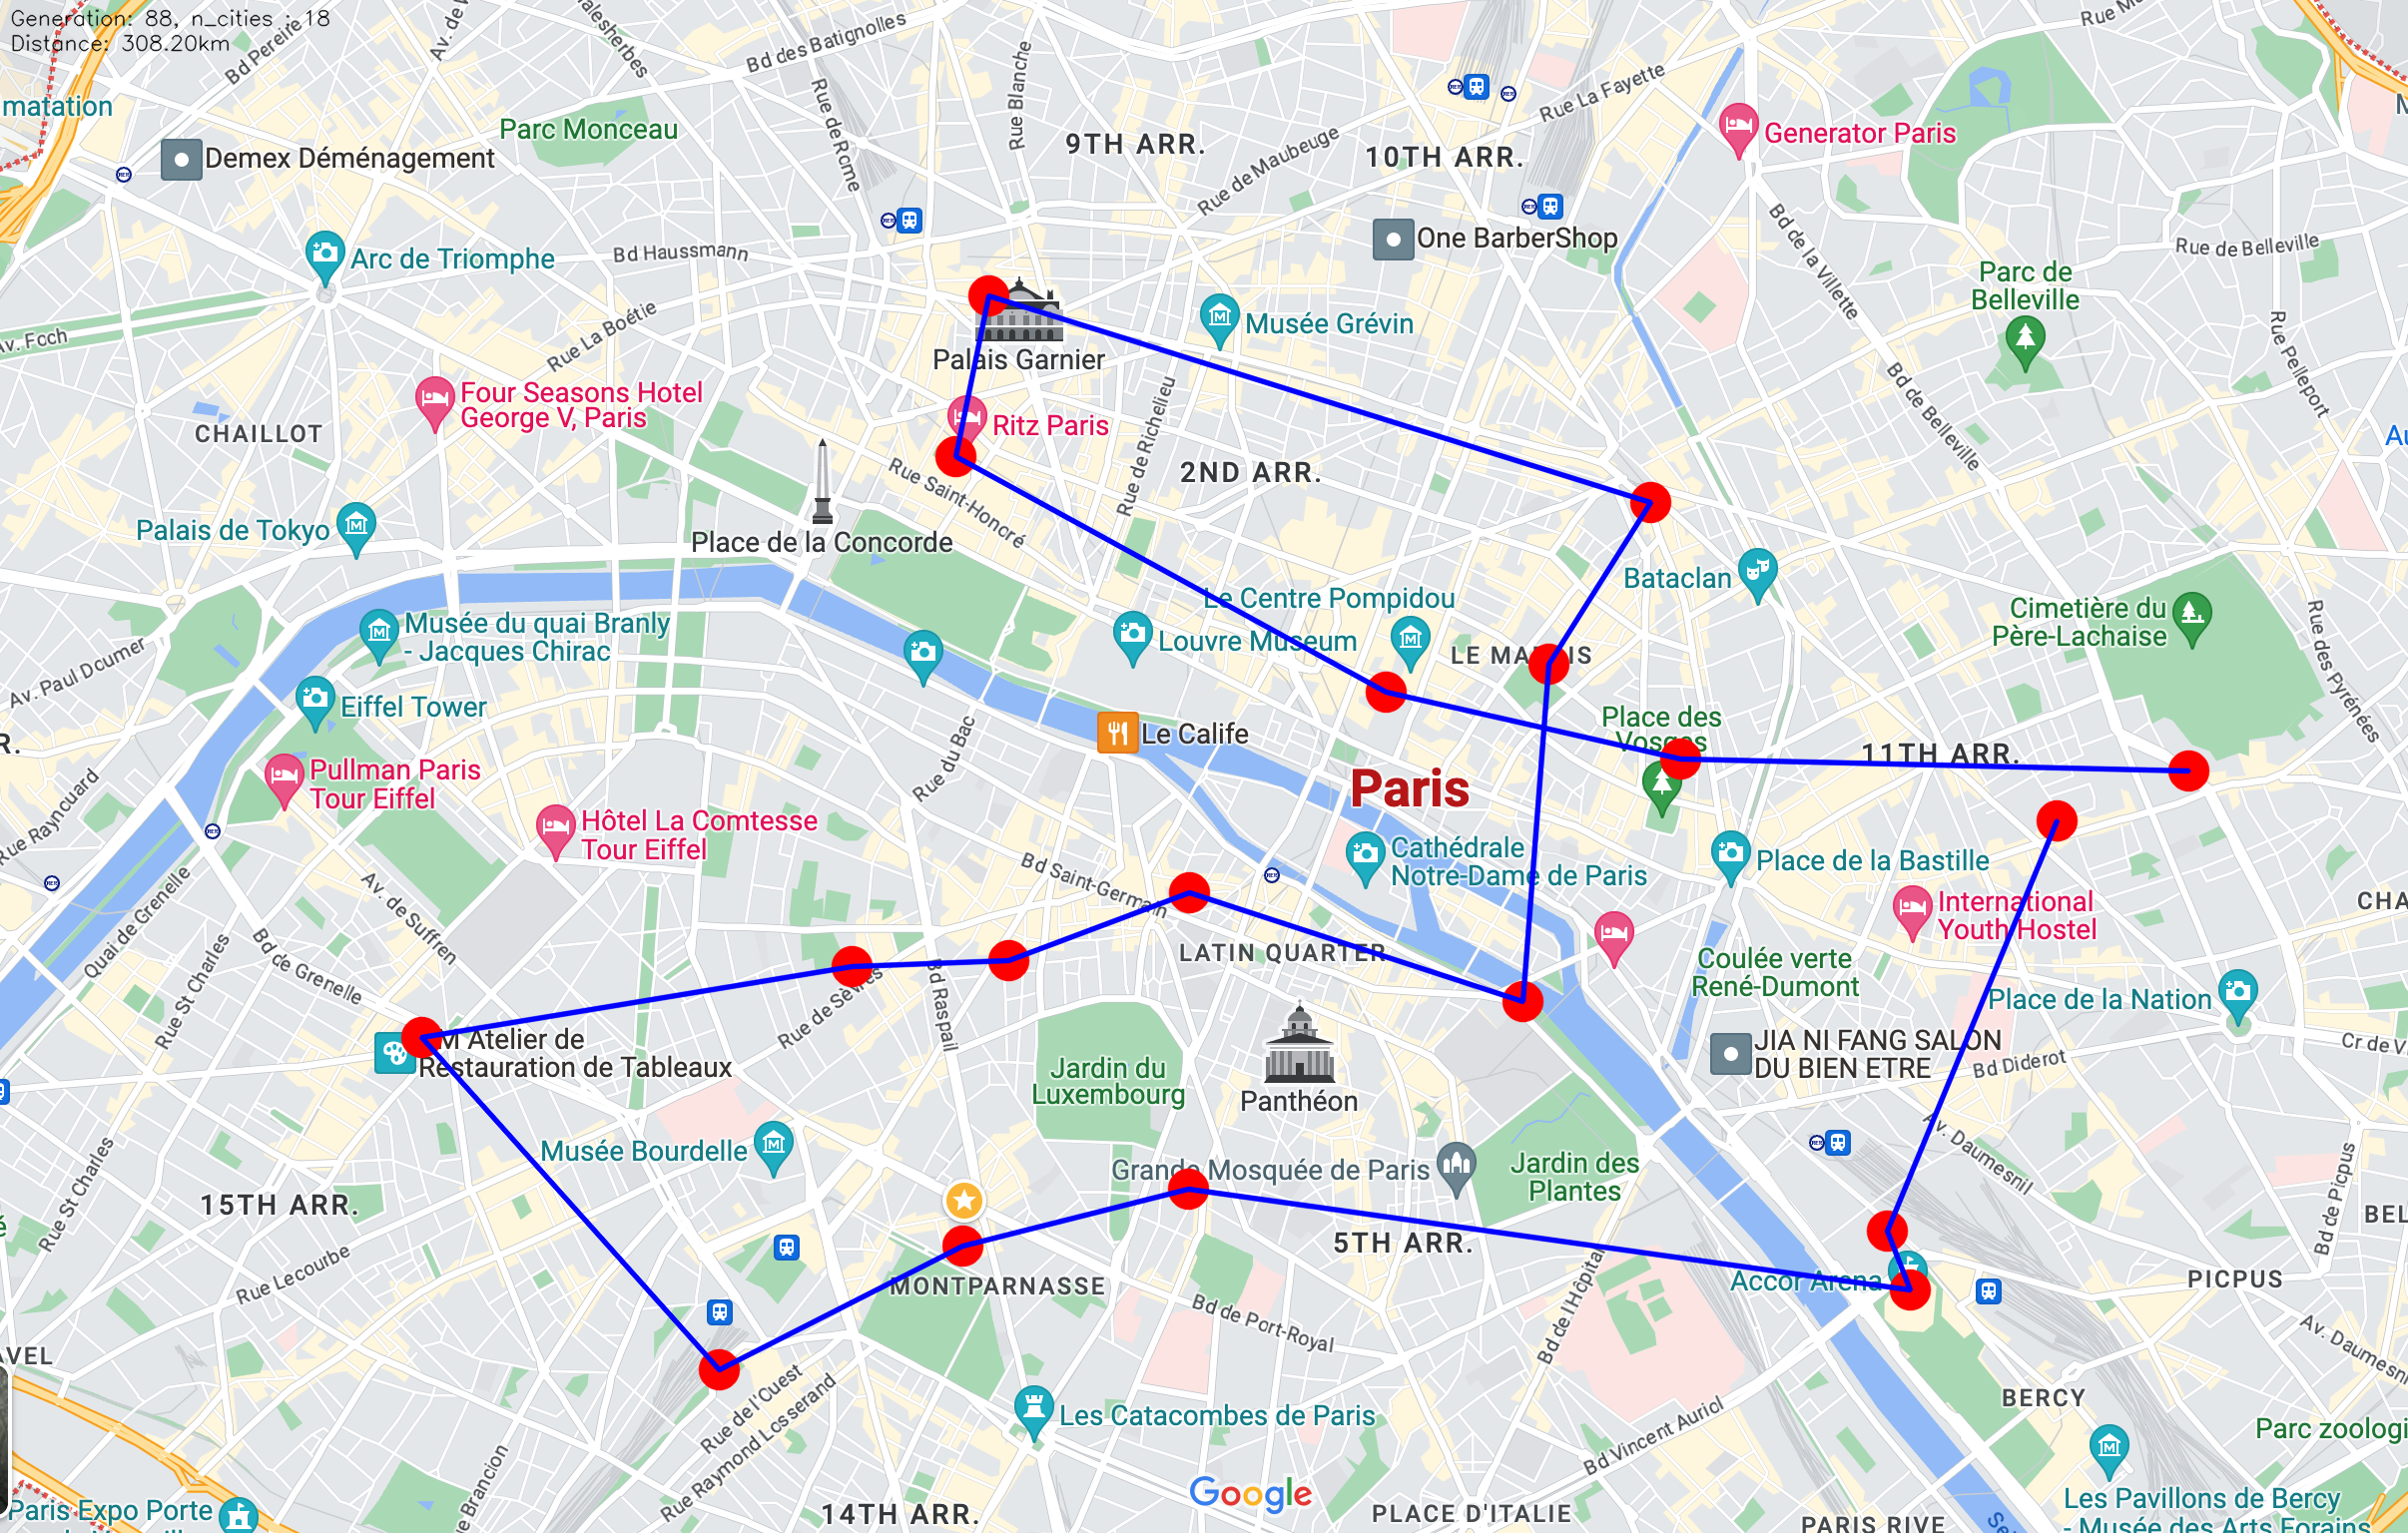 Generation: 88, n_cities : 18
Distance: 308.20km
Bd Pereire
Bd des Batignolles
Rue Blanche
Rue de Rome
matation
Parc Monceau
9TH ARR.
10TH ARR.
Rue La Fayette
Rue de Maubeuge
Generator Paris
Demex Déménagement
Bd de la Villette
Arc de Triomphe
Bd Haussmann
One BarberShop
Rue de Belleville
Parc de
Belleville
Av. Foch
Rue La Boétie
Musée Grévin
Palais Garnier
Rue Pelleport
Four Seasons Hotel
George V, Paris
CHAILLOT
Ritz Paris
Rue de Richelieu
Bd de Belleville
Rue Saint-Honoré
2ND ARR.
Palais de Tokyo
Place de la Concorde
Bataclan
Le Centre Pompidou
Louvre Museum
LE MARAIS
Cimetière du
Père-Lachaise
Rue des Pyrénées
Musée du quai Branly
- Jacques Chirac
Av. Paul Doumer
Eiffel Tower
Le Calife
Rue du Bac
Place des
Vosges
11TH ARR.
R.
Pullman Paris
Tour Eiffel
Rue Raynouard
Paris
Hôtel La Comtesse
Tour Eiffel
Cathédrale
Notre-Dame de Paris
Place de la Bastille
Bd Saint-Germain
Av. de Suffren
Quai de Grenelle
International
Youth Hostel
CHA
LATIN QUARTER
Bd de Grenelle
Rue St Charles
Rue de Sèvres
Bd Raspail
Coulée verte
René-Dumont
Place de la Nation
Atelier de
Restauration de Tableaux
JIA NI FANG SALON
DU BIEN ETRE
Bd Diderot
Cr de V
Jardin du
Luxembourg
Panthéon
Musée Bourdelle
Grande Mosquée de Paris
Jardin des
Plantes
Av. Daumesnil
Rue St Charles
15TH ARR.
5TH ARR.
Bd de Picpus
BEL
Rue Lecourbe
MONTPARNASSE
Accor Arena
PICPUS
Bd de Port-Royal
Bd de l'Hôpital
Av. Daumesni
AVEL
Rue de l'Ouest
Rue Raymond Losserand
Les Catacombes de Paris
BERCY
Bd Vincent Auriol
Parc zoologi
Google
Paris Expo Porte
14TH ARR.
PLACE D'ITALIE
PARIS RIVE
Les Pavillons de Bercy
- Musée des Arts Forains